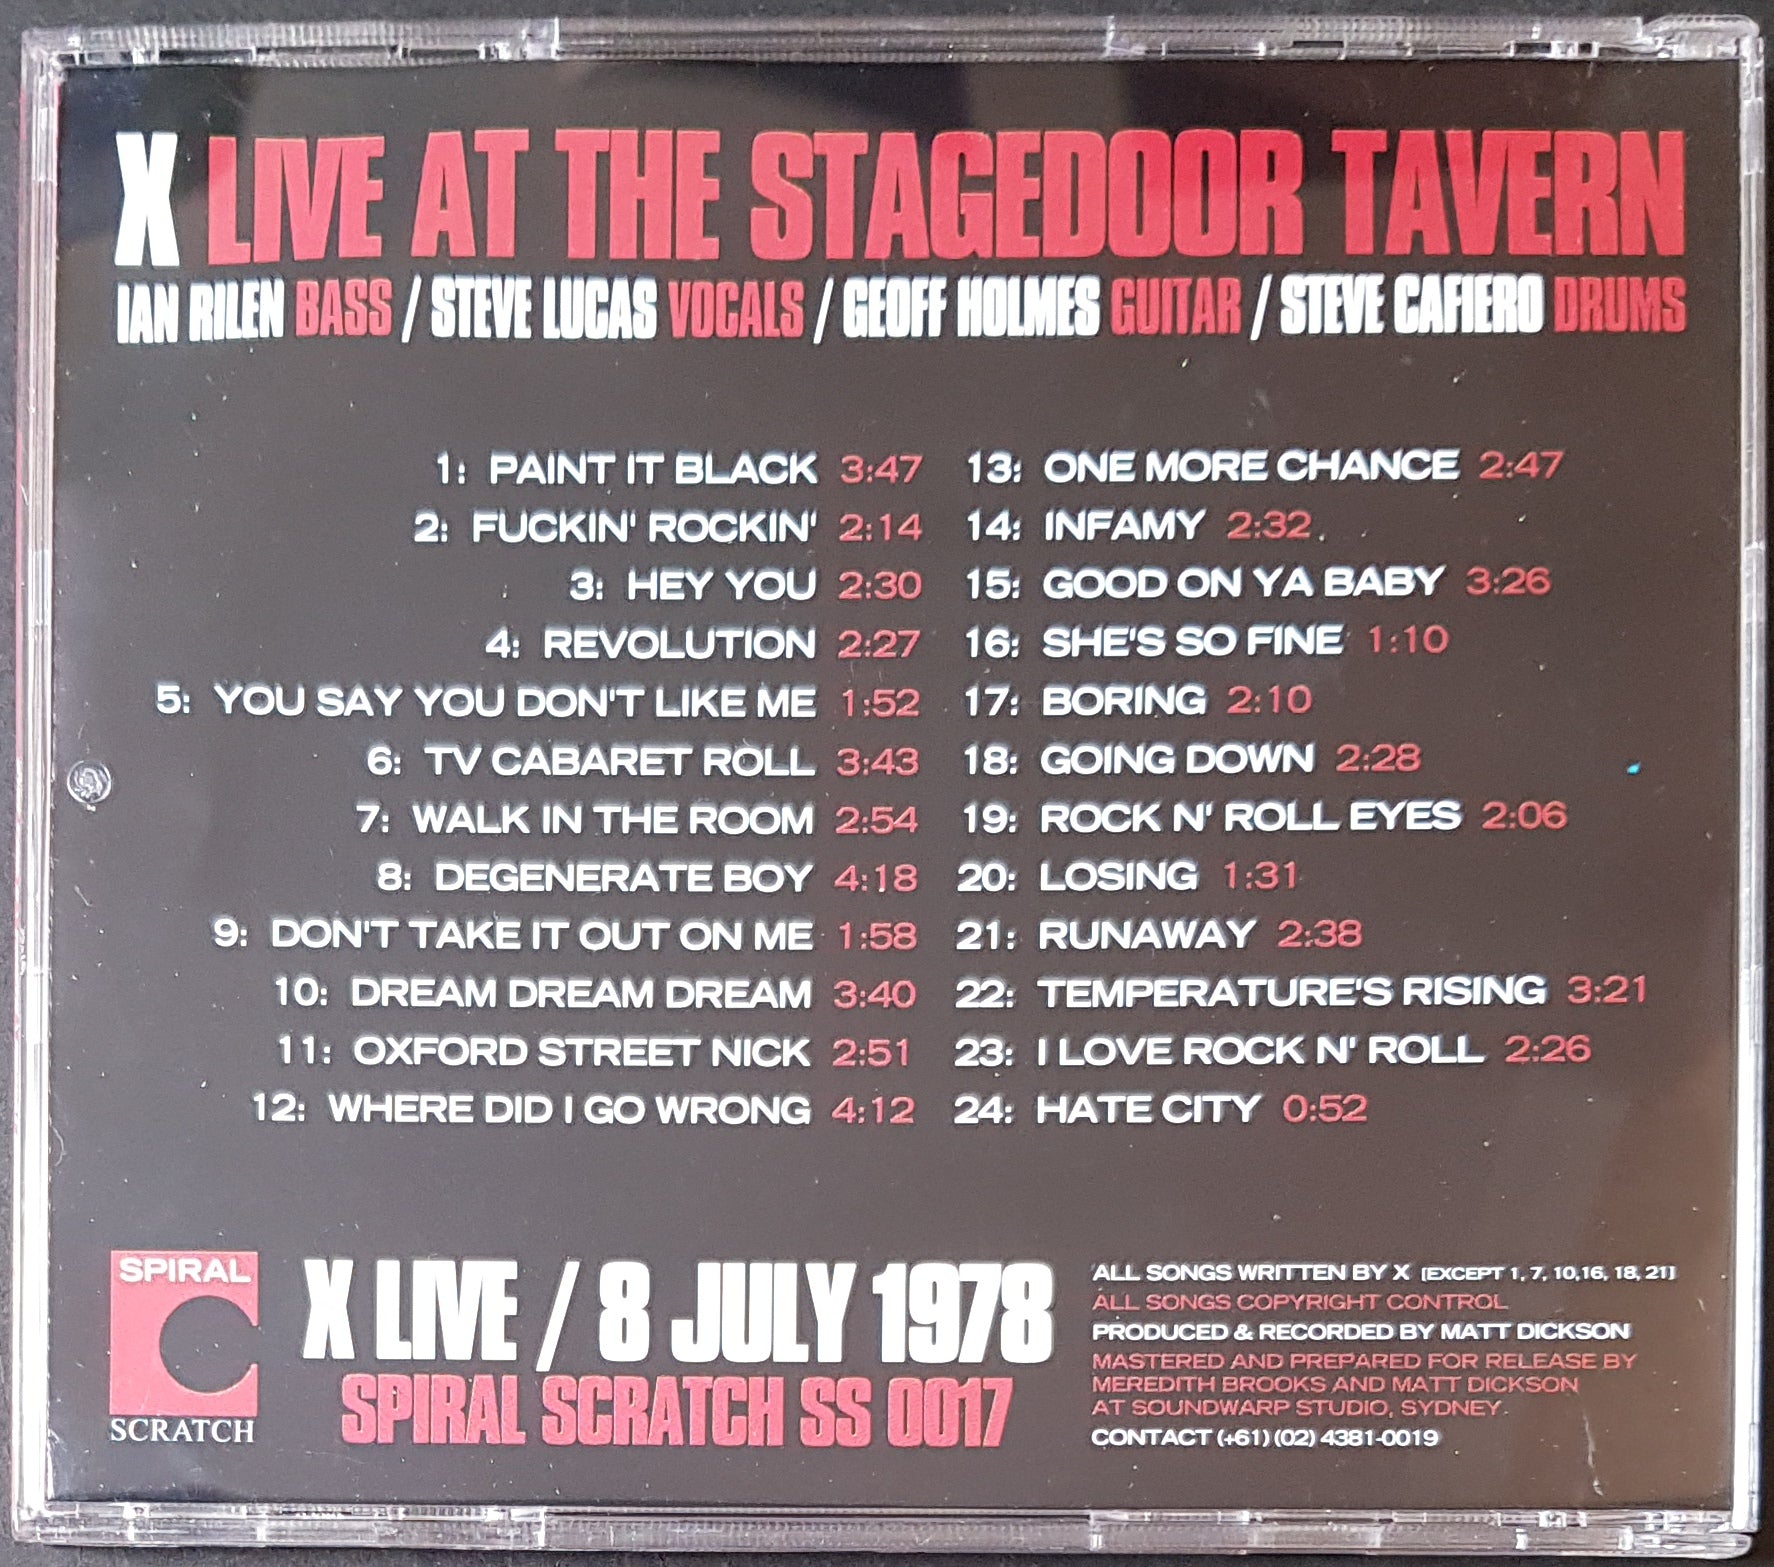 X LIVE AT THE STAGEDOOR TAVERN
IAN RILEN BASS / STEVE LUCAS VOCALS / GEOFF HOLMES GUITAR / STEVE CAFIERO DRUMS
1: PAINT IT BLACK 3:47
2: FUCKIN' ROCKIN' 2:14
3: HEY YOU 2:30
4: REVOLUTION 2:27
5: YOU SAY YOU DON'T LIKE ME 1:52
6: TV CABARET ROLL 3:43
7: WALK IN THE ROOM 2:54
8: DEGENERATE BOY 4:18
9: DON'T TAKE IT OUT ON ME 1:58
10: DREAM DREAM DREAM 3:40
11: OXFORD STREET NICK 2:51
12: WHERE DID I GO WRONG 4:12
13: ONE MORE CHANCE 2:47
14: INFAMY 2:32
15: GOOD ON YA BABY 3:26
16: SHE'S SO FINE 1:10
17: BORING 2:10
18: GOING DOWN 2:28
19: ROCK N' ROLL EYES 2:06
20: LOSING 1:31
21: RUNAWAY 2:38
22: TEMPERATURE'S RISING 3:21
23: I LOVE ROCK N' ROLL 2:26
24: HATE CITY 0:52
SPIRAL
SCRATCH
X LIVE / 8 JULY 1978
SPIRAL SCRATCH SS 0017
ALL SONGS WRITTEN BY X [EXCEPT 1, 7, 10,16, 18, 21]
ALL SONGS COPYRIGHT CONTROL
PRODUCED & RECORDED BY MATT DICKSON
MASTERED AND PREPARED FOR RELEASE BY
MEREDITH BROOKS AND MATT DICKSON
AT SOUNDWARP STUDIO, SYDNEY.
CONTACT (+61) (02) 4381-0019